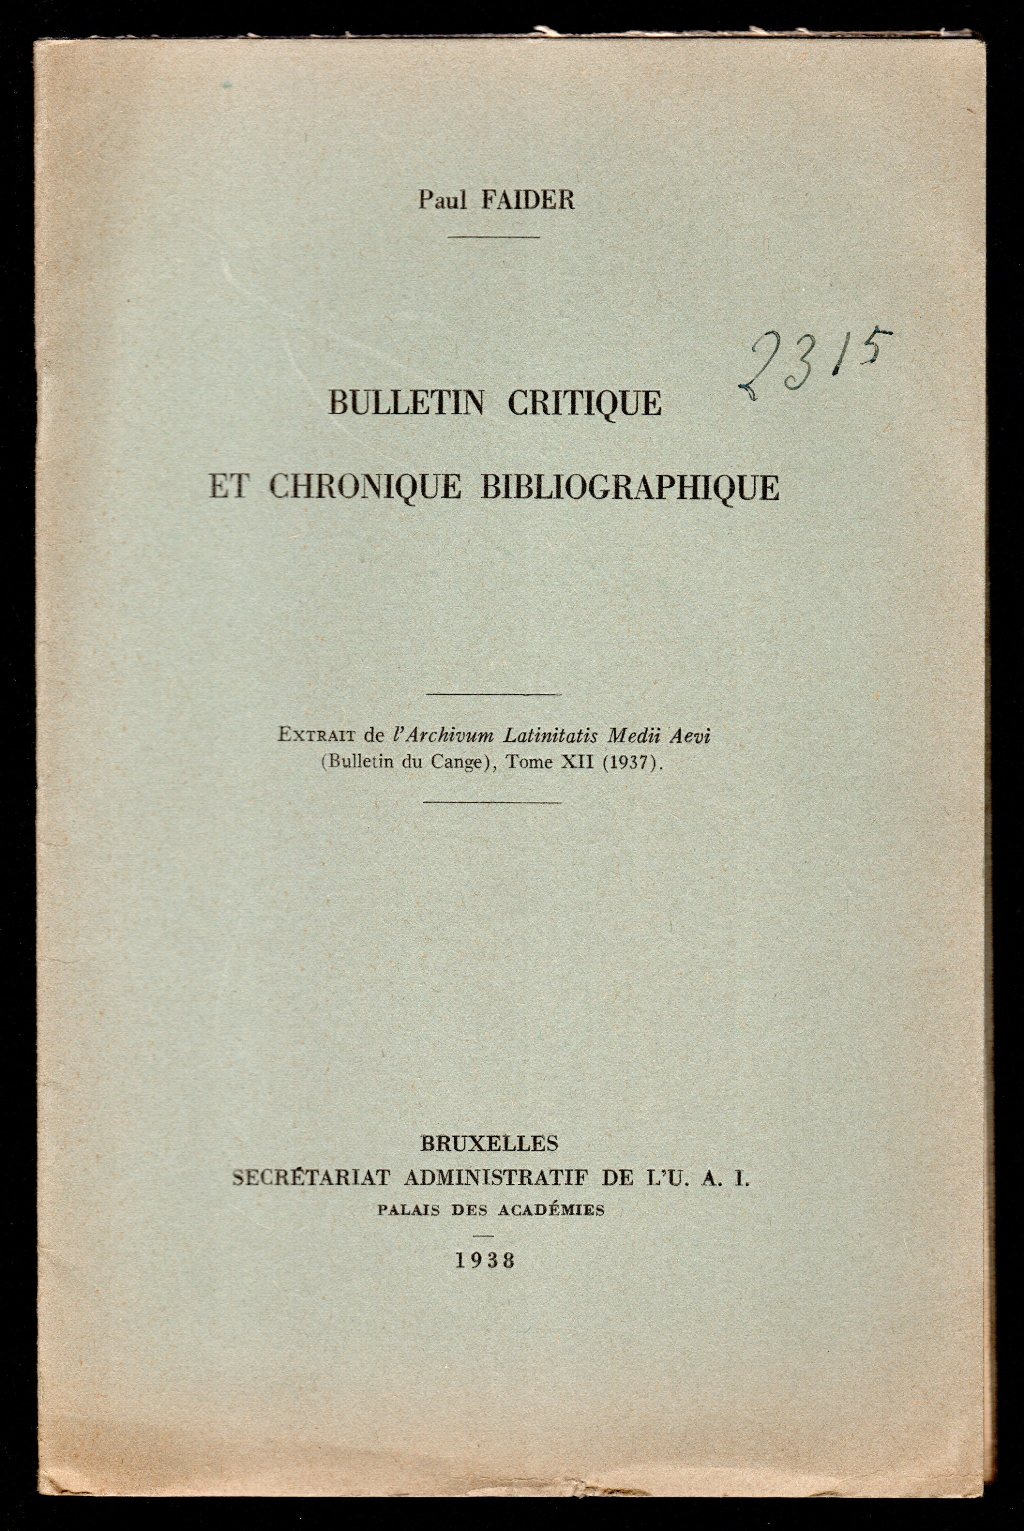 Paul FAIDER
2315
BULLETIN CRITIQUE
ET CHRONIQUE BIBLIOGRAPHIQUE
EXTRAIT de l'Archivum Latinitatis Medii Aevi
(Bulletin du Cange), Tome XII (1937).
BRUXELLES
SECRÉTARIAT ADMINISTRATIF DE L'U. A. I.
PALAIS DES ACADÉMIES
1938